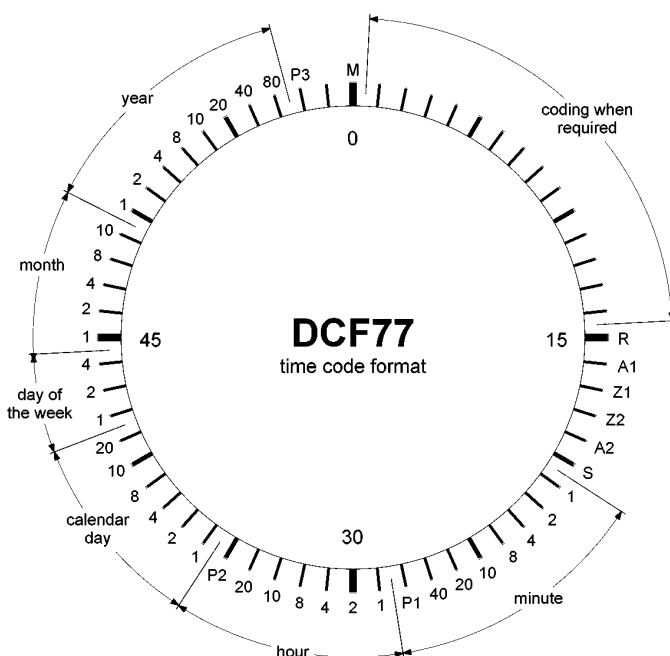 M
0
coding when
required
15
R
A1
Z1
Z2
A2
S
1
2
4
8
10
20
40
minute
P1
1
2
4
8
10
20
hour
30
P2
1
2
4
8
10
20
calendar
day
1
2
4
day of
the week
1
2
4
8
10
month
45
1
2
4
8
10
20
40
80
year
P3
DCF77
time code format